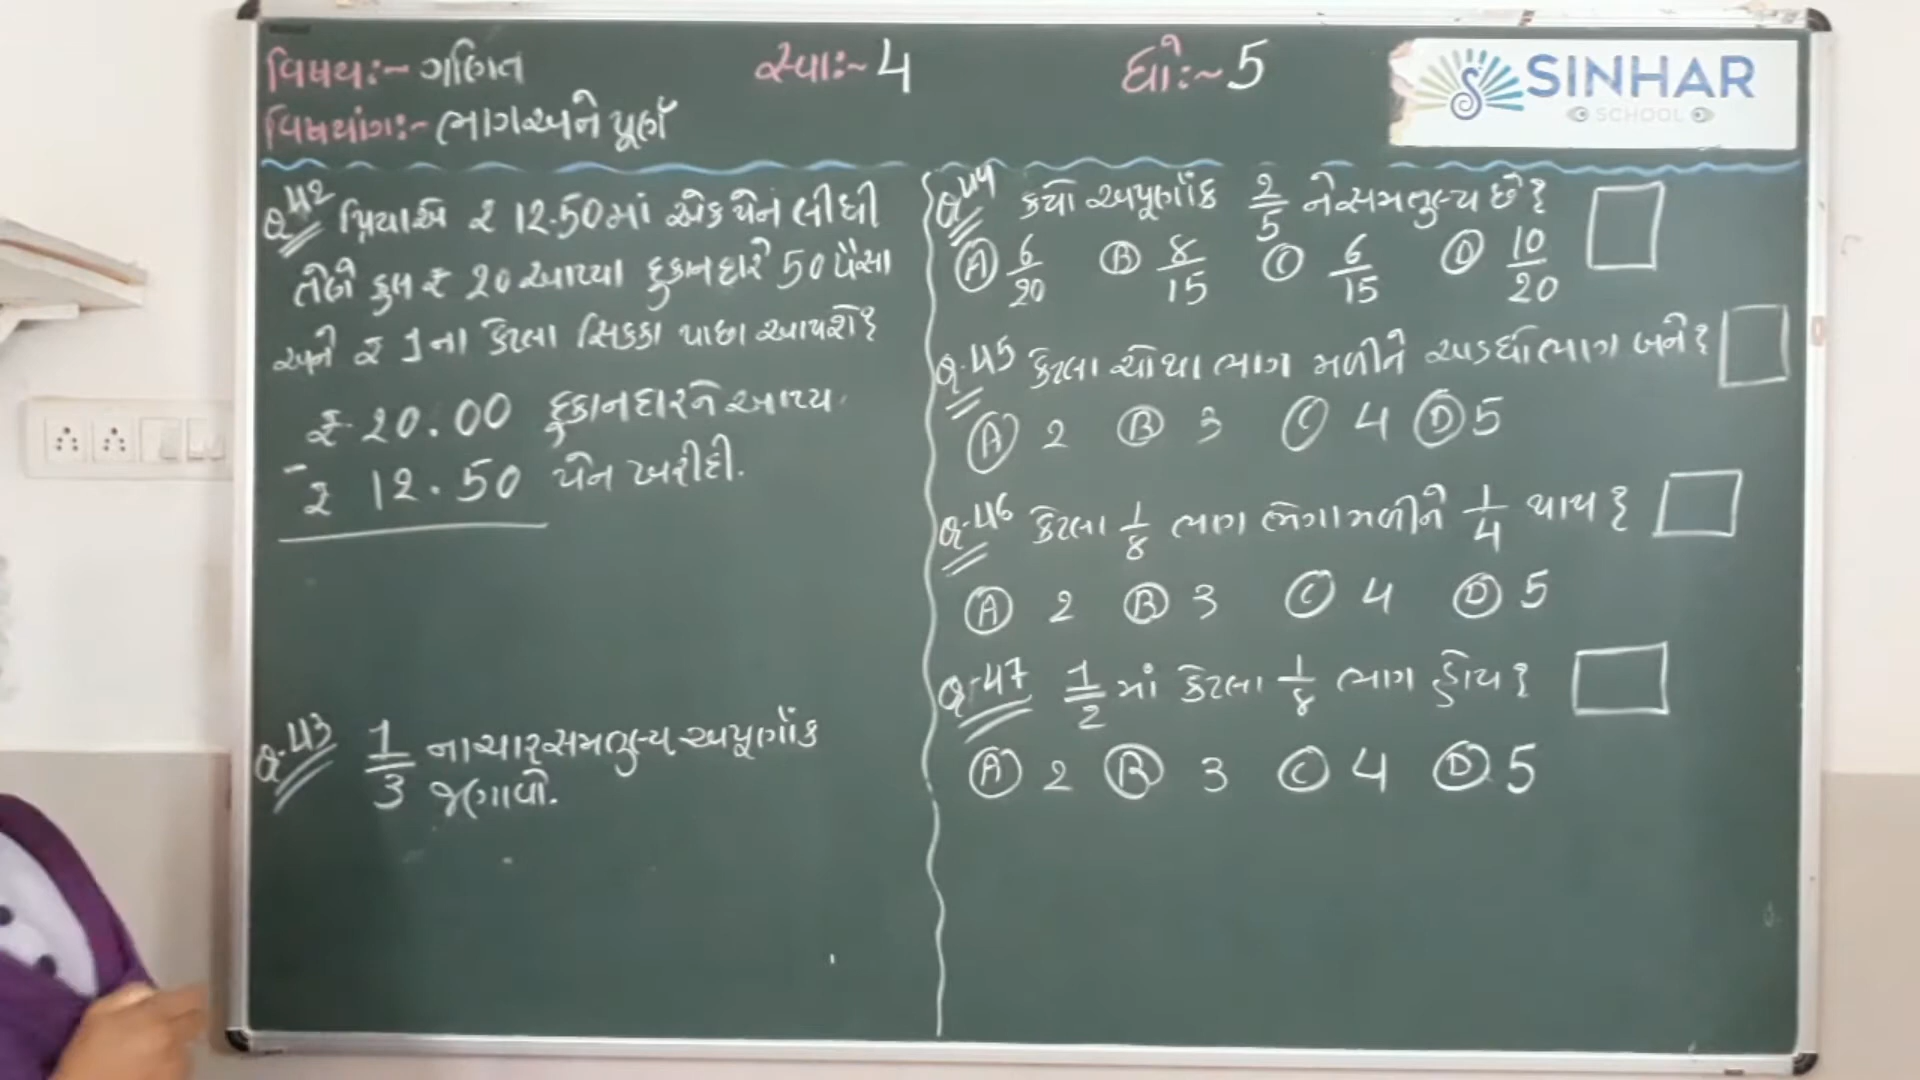 વિષય:~ ગણિત
સ્વા:~ 4
ધો:~ 5
SINHAR
SCHOOL
વિષયાંગ:~ ભાગ અને પૂર્ણ
Q-42 પ્રિયાએ ₹ 12.50માં એક પેન લીધી
તેણે કુલ ₹ 20 આપ્યા દુકાનદારે 50 પૈસા
અને ₹ 1ના કેટલા સિક્કા પાછા આપશે?
₹ 20.00 દુકાનદારને આપ્યા.
- ₹ 12.50 પેન ખરીદી.
Q-43 1/3 ના ચાર સમતુલ્ય અપૂર્ણાંક
જણાવો.
Q-44 કયો અપૂર્ણાંક 2/5 ને સમતુલ્ય છે?
A 6/20 B 8/15 C 6/15 D 10/20
Q-45 કેટલા ચોથા ભાગ મળીને અડધો ભાગ બને?
A 2 B 3 C 4 D 5
Q-46 કેટલા 1/8 ભાગ ભેગા મળીને 1/4 થાય?
A 2 B 3 C 4 D 5
Q-47 1/2 માં કેટલા 1/8 ભાગ હોય?
A 2 B 3 C 4 D 5